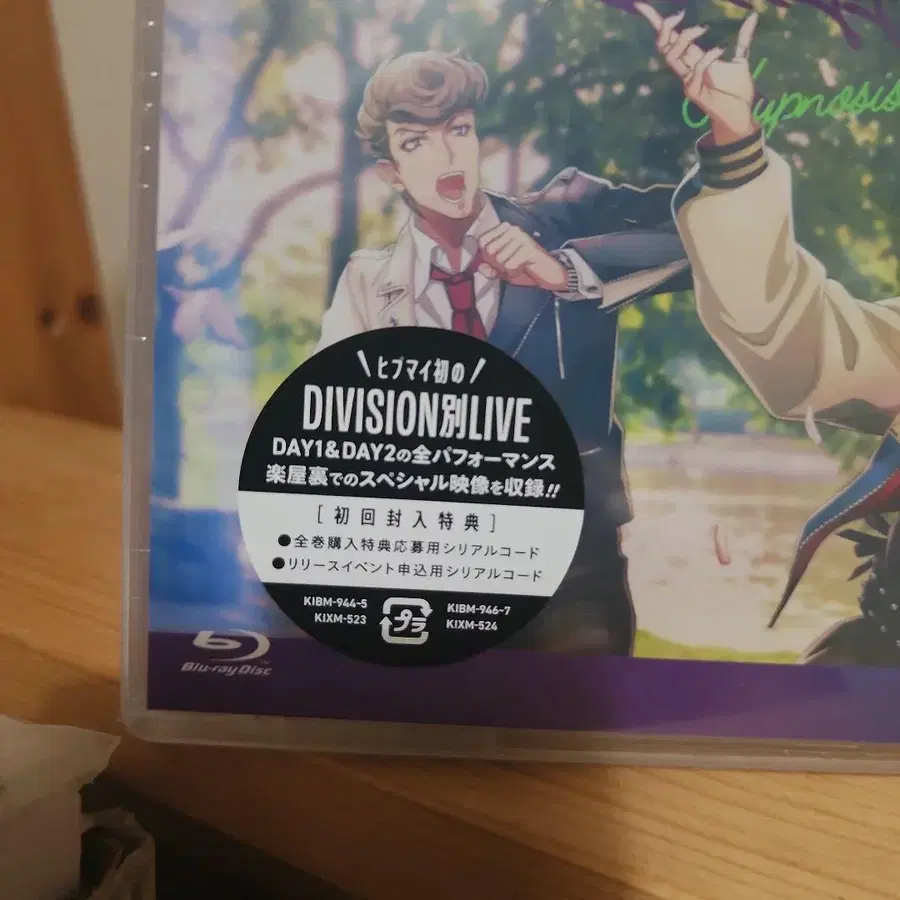 Hypnosis
\ヒプマイ初の/
DIVISION別LIVE
DAY1&DAY2の全パフォーマンス
楽屋裏でのスペシャル映像を収録!!
[初回封入特典]
●全巻購入特典応募用シリアルコード
●リリースイベント申込用シリアルコード
KIBM-944-5
KIXM-523
プラ
KIBM-946-7
KIXM-524
Blu-ray Disc™